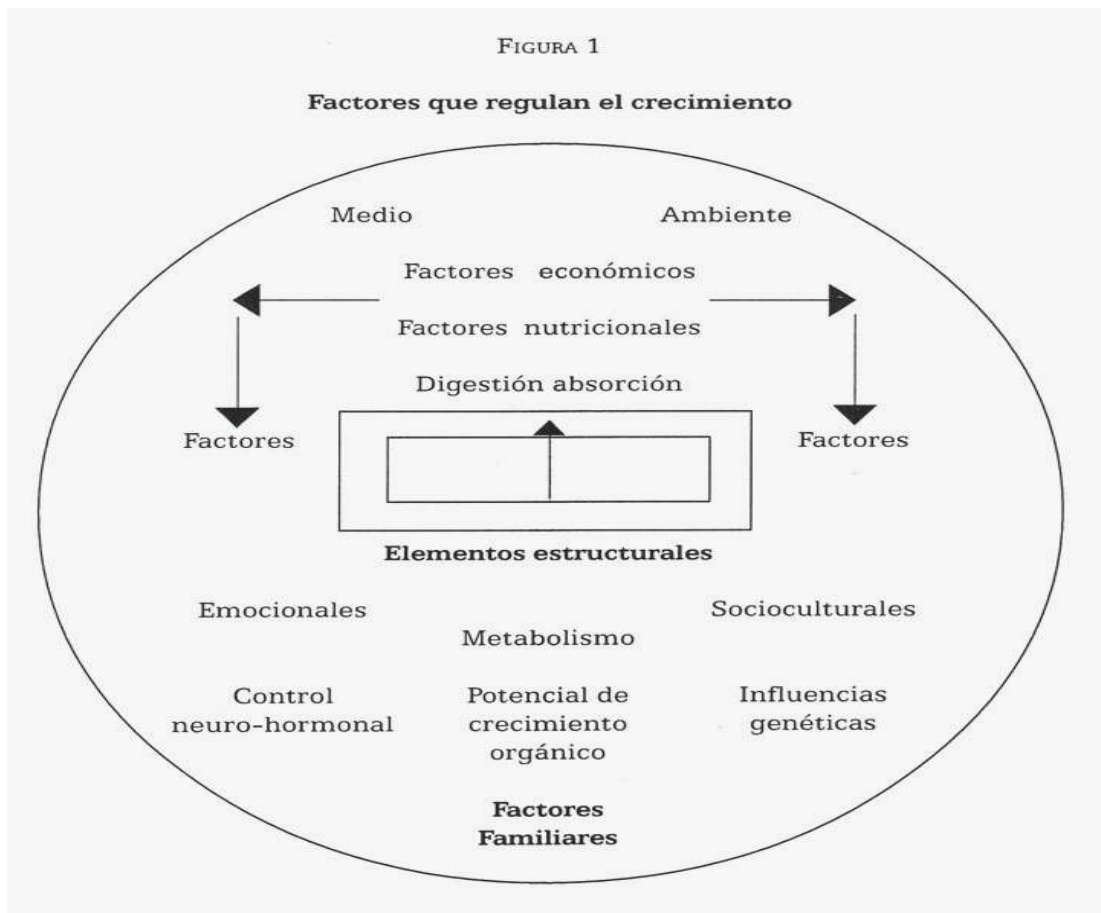 FIGURA 1
Factores que regulan el crecimiento
Medio Ambiente
Factores económicos
Factores nutricionales
Digestión absorción
Factores Factores
Elementos estructurales
Emocionales Socioculturales
Metabolismo
Control Potencial de Influencias
neuro-hormonal crecimiento genéticas
orgánico
Factores
Familiares